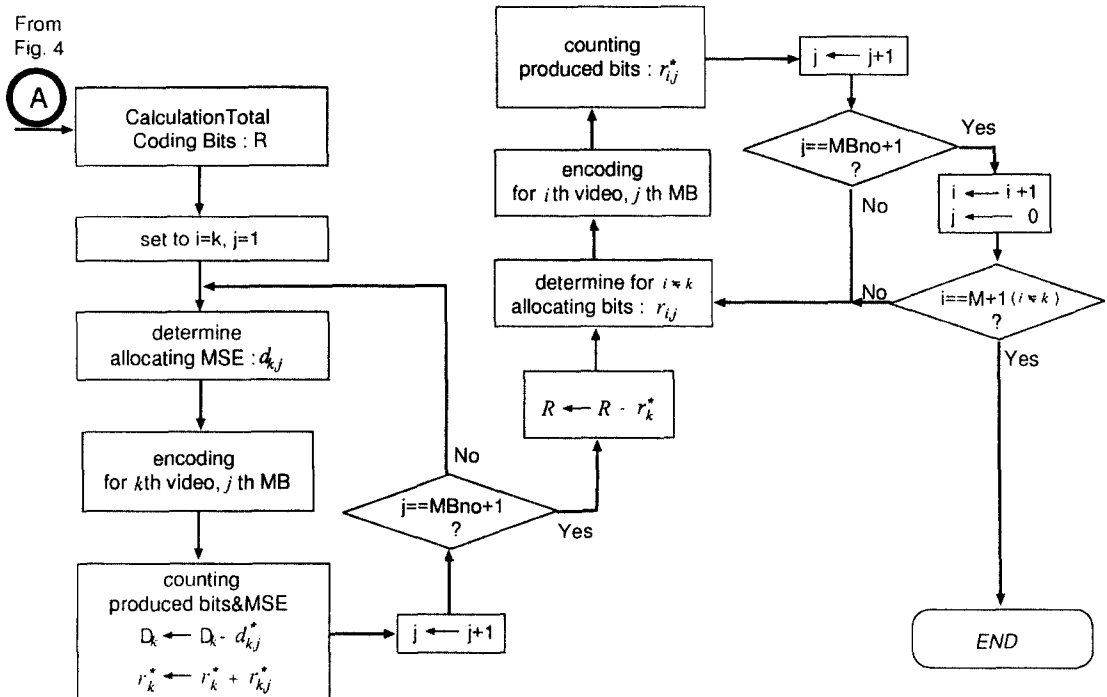 From
Fig. 4
A
CalculationTotal
Coding Bits : R
set to i=k, j=1
determine
allocating MSE : d_{k,j}
encoding
for kth video, j th MB
counting
produced bits&MSE
D_k ← D_k - d*_{k,j}
r*_k ← r*_k + r*_{k,j}
j ← j+1
j==MBno+1
?
No
Yes
R ← R - r*_k
determine for i ≠ k
allocating bits : r_{i,j}
encoding
for i th video, j th MB
counting
produced bits : r*_{i,j}
j ← j+1
j==MBno+1
?
Yes
No
i ← i +1
j ← 0
i==M+1 (i ≠ k)
?
No
Yes
END